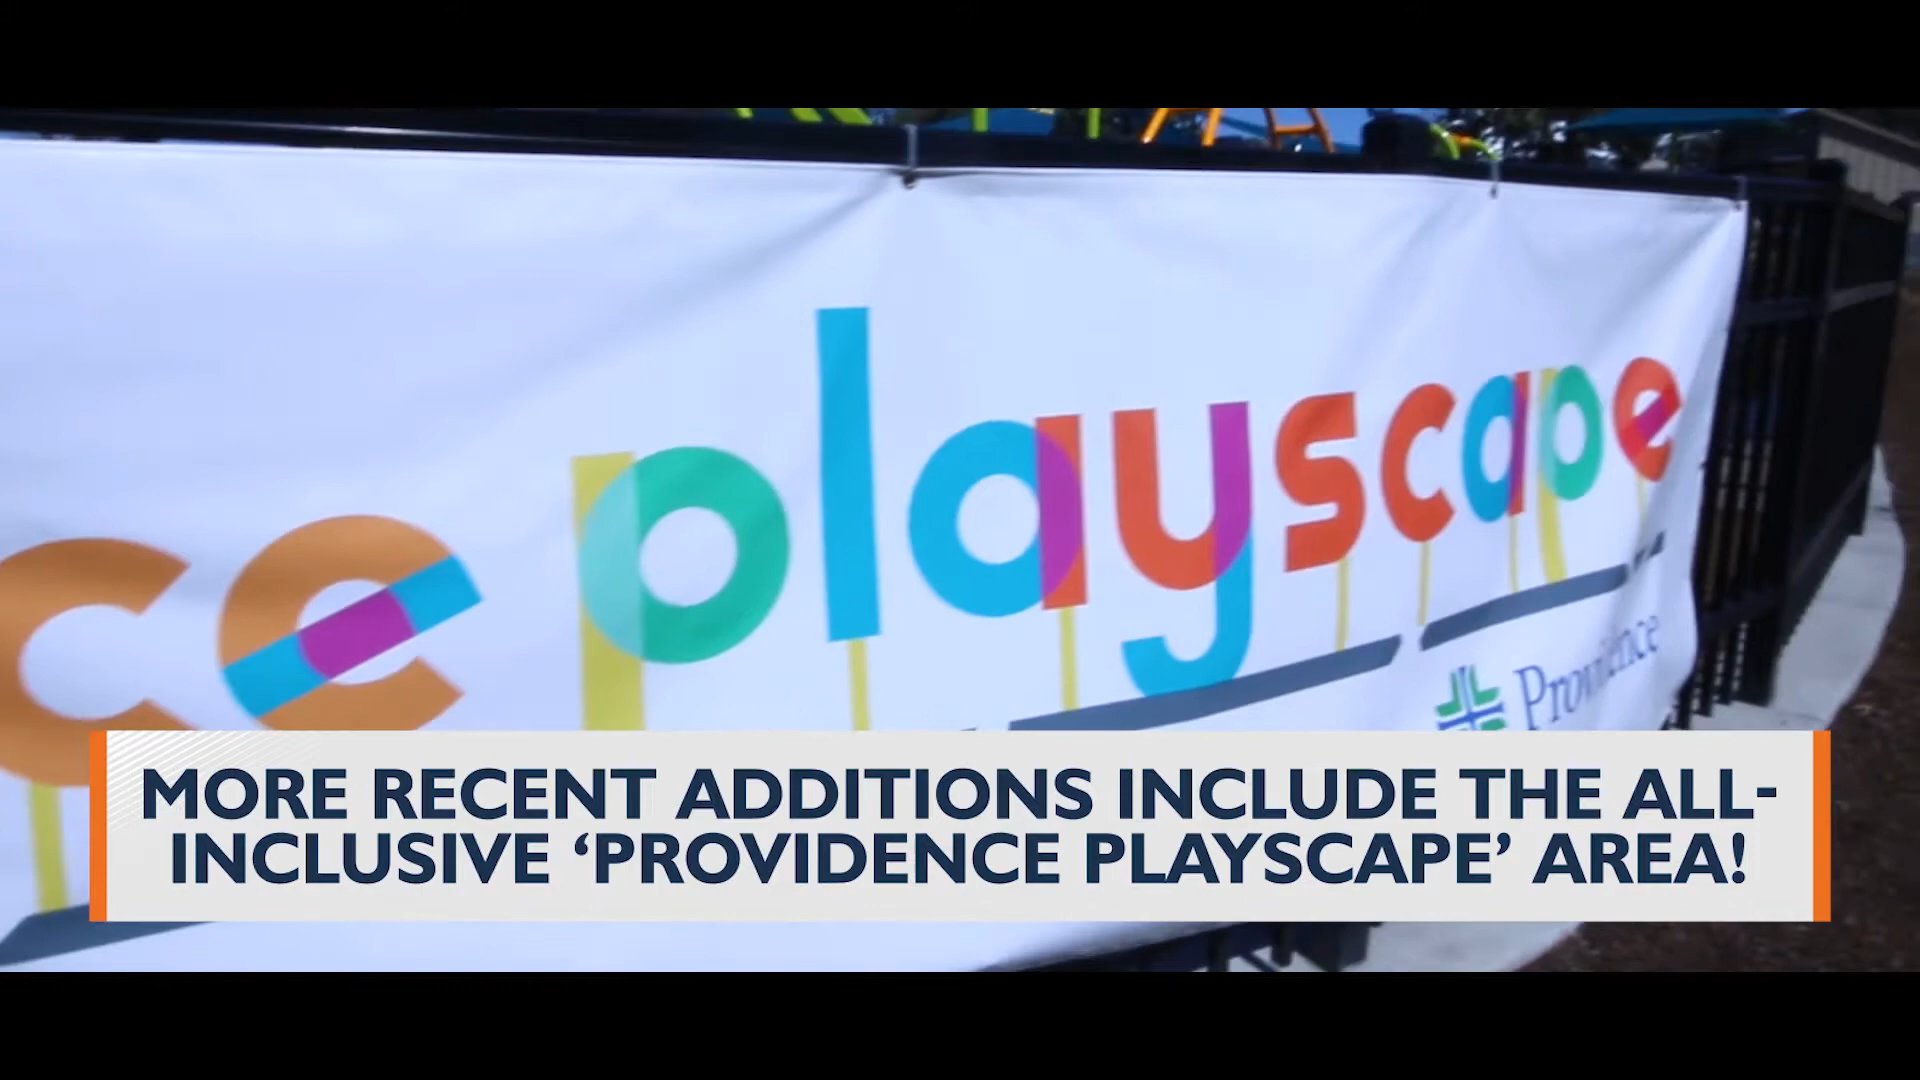 ce playscape
Providence
MORE RECENT ADDITIONS INCLUDE THE ALL-
INCLUSIVE ‘PROVIDENCE PLAYSCAPE’ AREA!